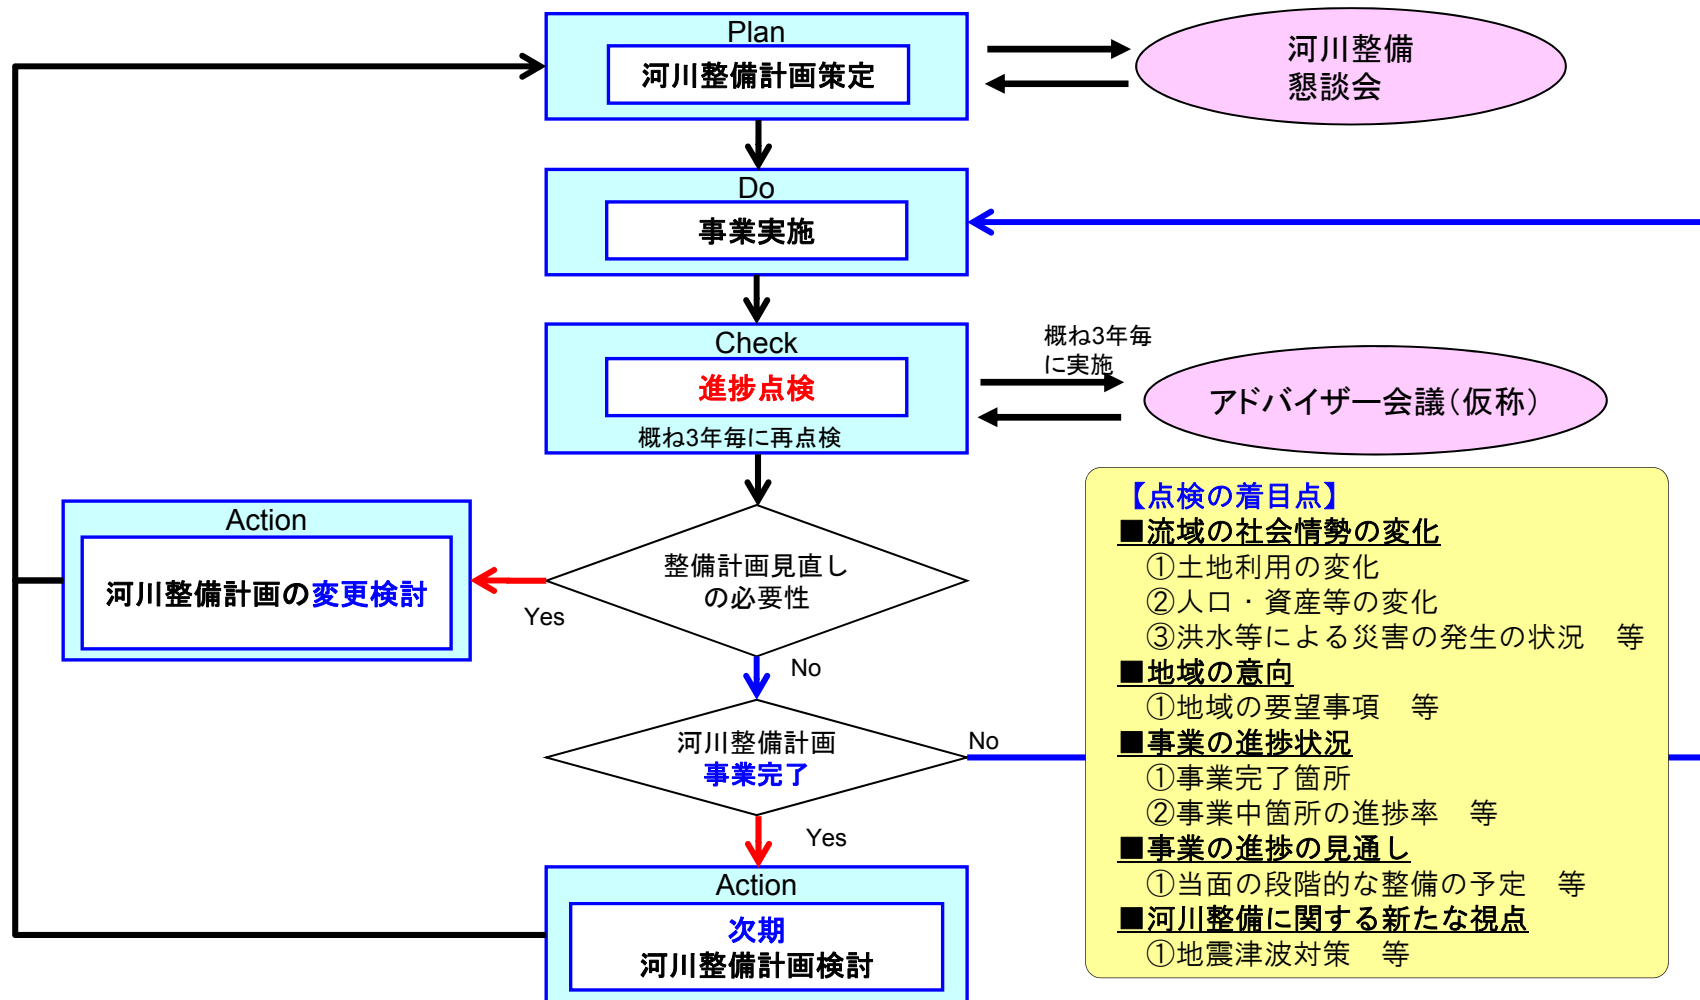 Plan
河川整備計画策定
河川整備
懇談会
Do
事業実施
Check
進捗点検
概ね3年毎に再点検
概ね3年毎
に実施
アドバイザー会議（仮称）
Action
河川整備計画の変更検討
整備計画見直し
の必要性
Yes
No
河川整備計画
事業完了
No
Yes
Action
次期
河川整備計画検討
【点検の着目点】
■流域の社会情勢の変化
①土地利用の変化
②人口・資産等の変化
③洪水等による災害の発生の状況　等
■地域の意向
①地域の要望事項　等
■事業の進捗状況
①事業完了箇所
②事業中箇所の進捗率　等
■事業の進捗の見通し
①当面の段階的な整備の予定　等
■河川整備に関する新たな視点
①地震津波対策　等